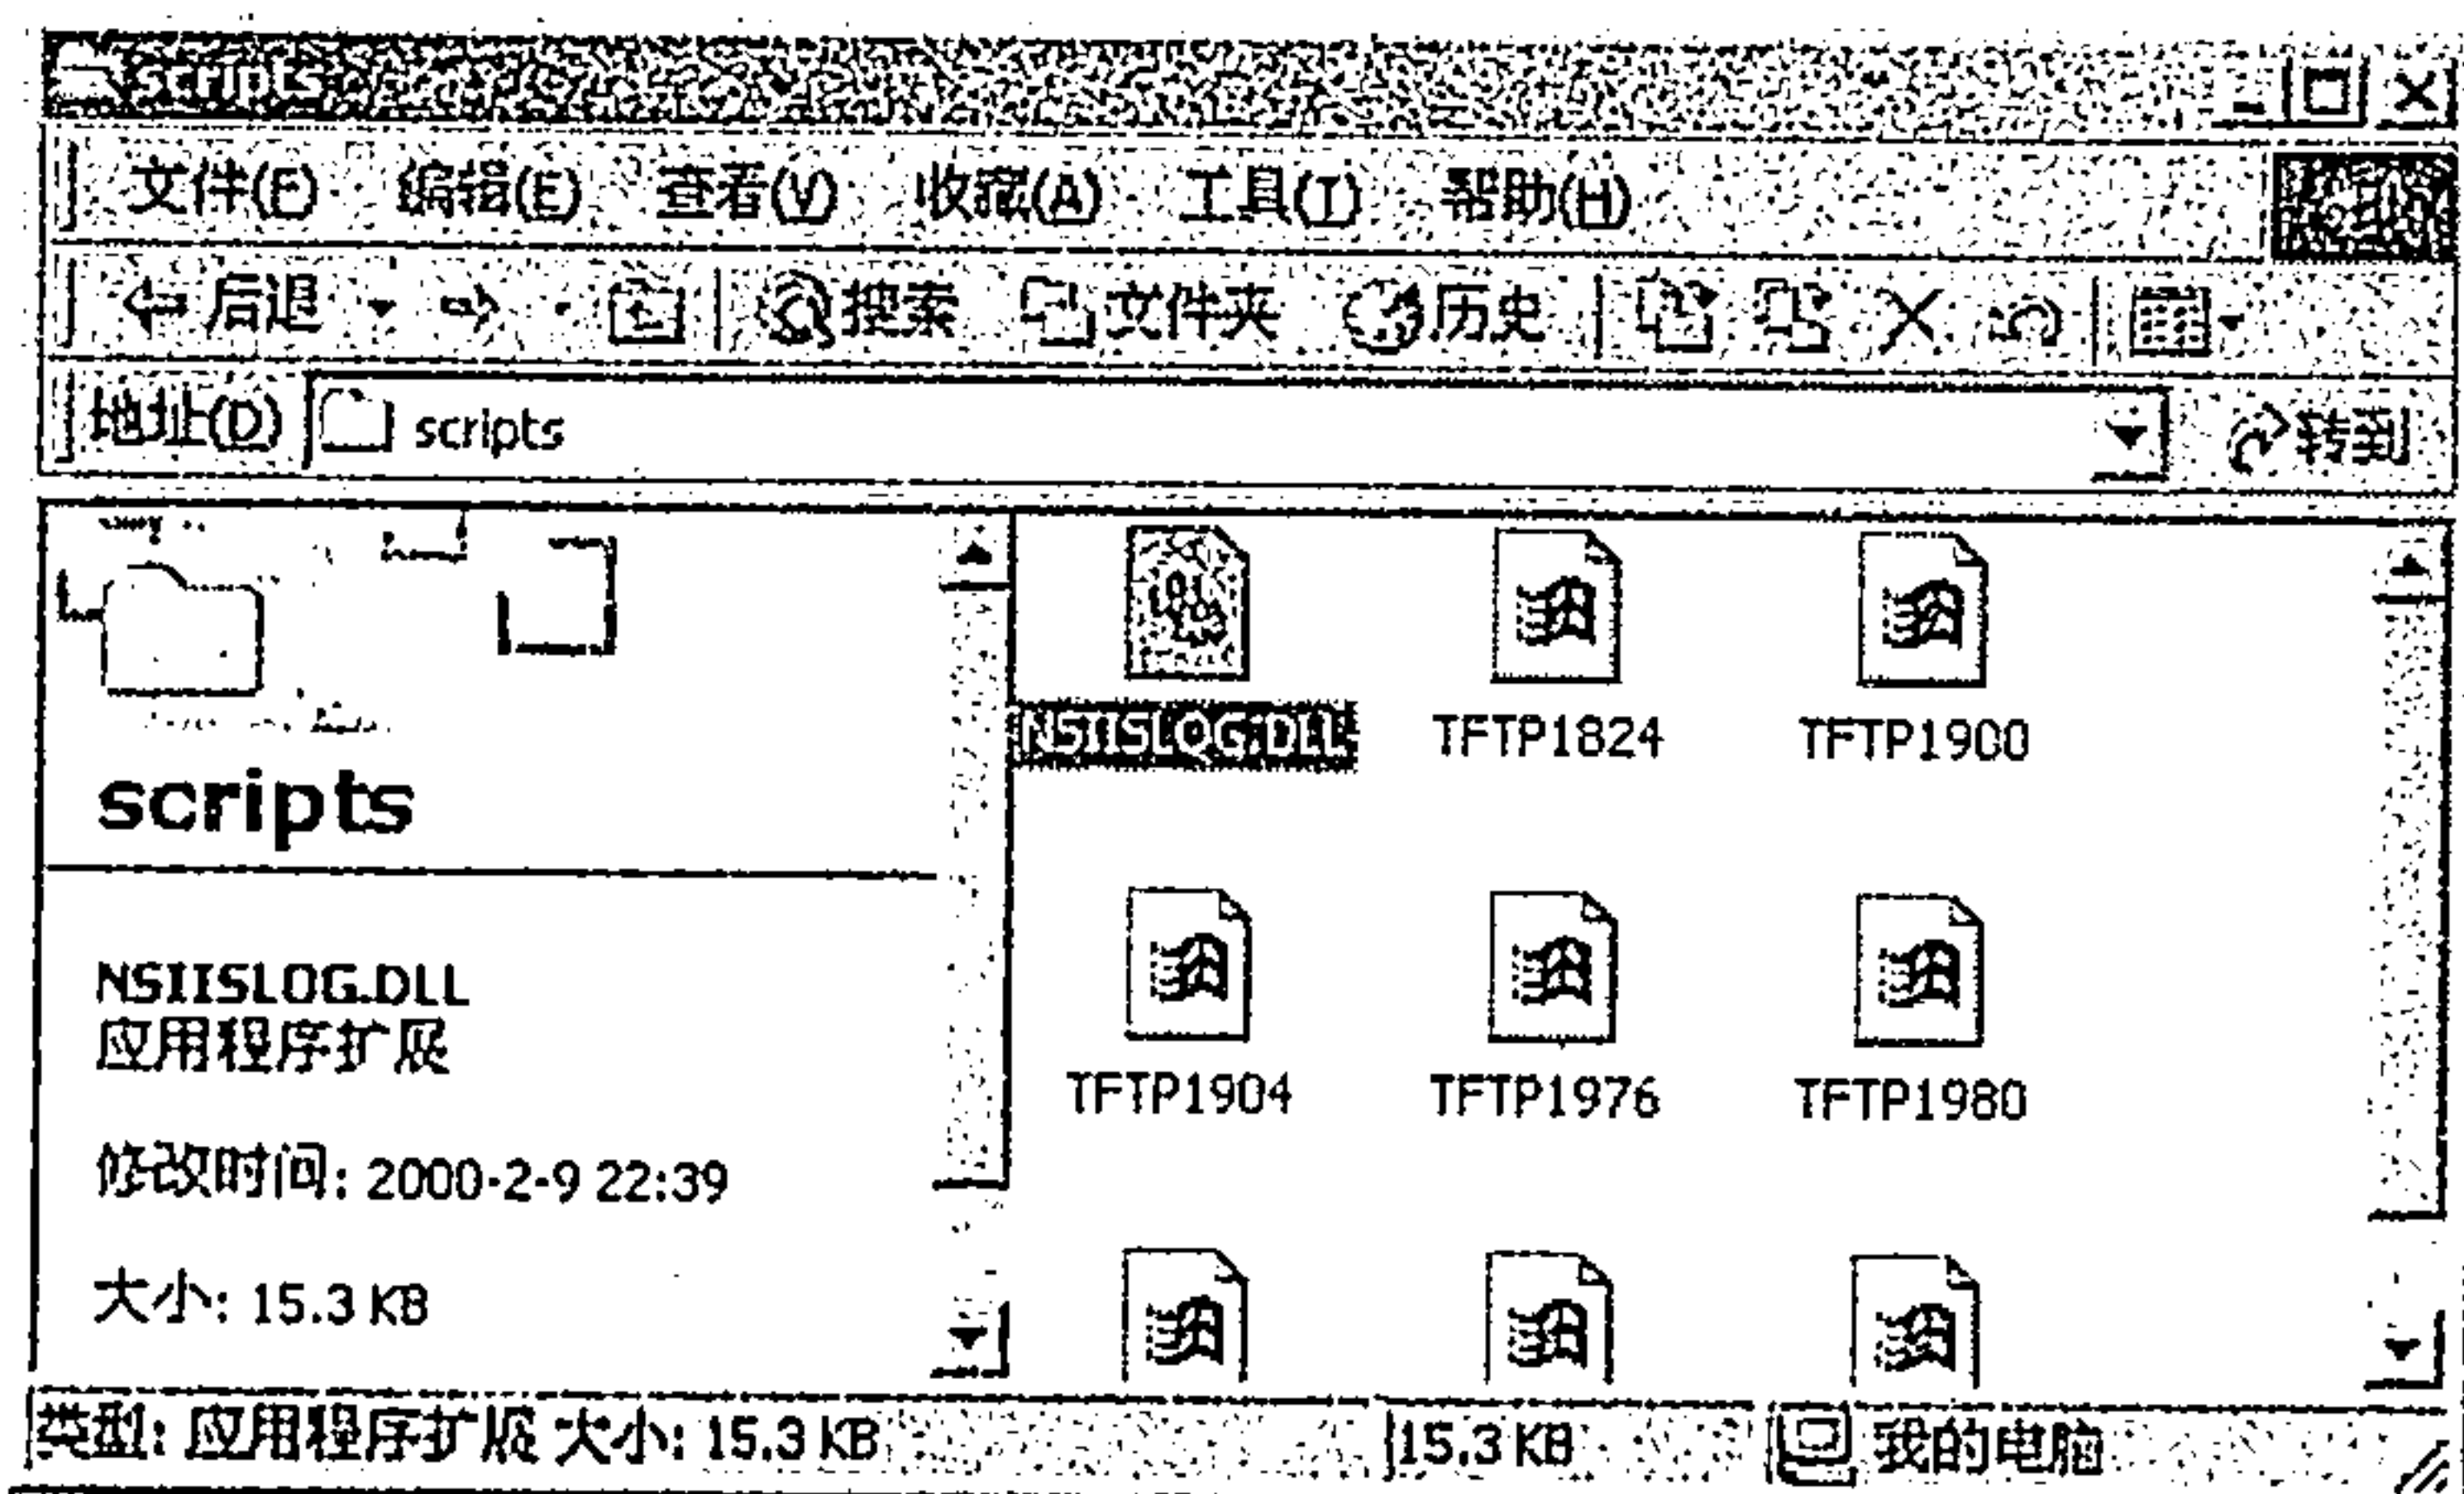 scripts
文件(F) 编辑(E) 查看(V) 收藏(A) 工具(T) 帮助(H)
后退 搜索 文件夹 历史
地址(D) scripts 转到
scripts
NSIISLOG.DLL
应用程序扩展
修改时间: 2000-2-9 22:39
大小: 15.3 KB
NSIISLOG.DLL TFTP1824 TFTP1900
TFTP1904 TFTP1976 TFTP1980
类型: 应用程序扩展 大小: 15.3 KB 15.3 KB 我的电脑